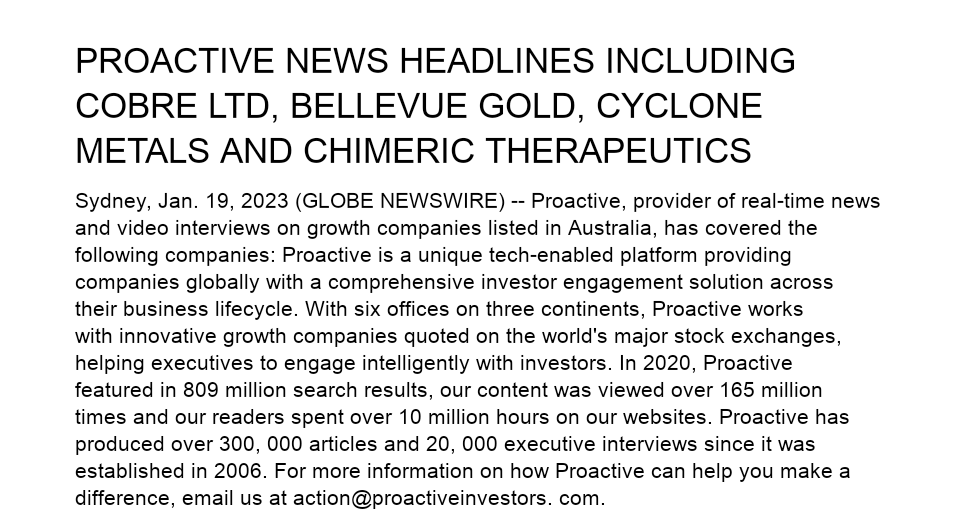 PROACTIVE NEWS HEADLINES INCLUDING
COBRE LTD, BELLEVUE GOLD, CYCLONE
METALS AND CHIMERIC THERAPEUTICS
Sydney, Jan. 19, 2023 (GLOBE NEWSWIRE) -- Proactive, provider of real-time news
and video interviews on growth companies listed in Australia, has covered the
following companies: Proactive is a unique tech-enabled platform providing
companies globally with a comprehensive investor engagement solution across
their business lifecycle. With six offices on three continents, Proactive works
with innovative growth companies quoted on the world's major stock exchanges,
helping executives to engage intelligently with investors. In 2020, Proactive
featured in 809 million search results, our content was viewed over 165 million
times and our readers spent over 10 million hours on our websites. Proactive has
produced over 300, 000 articles and 20, 000 executive interviews since it was
established in 2006. For more information on how Proactive can help you make a
difference, email us at action@proactiveinvestors. com.